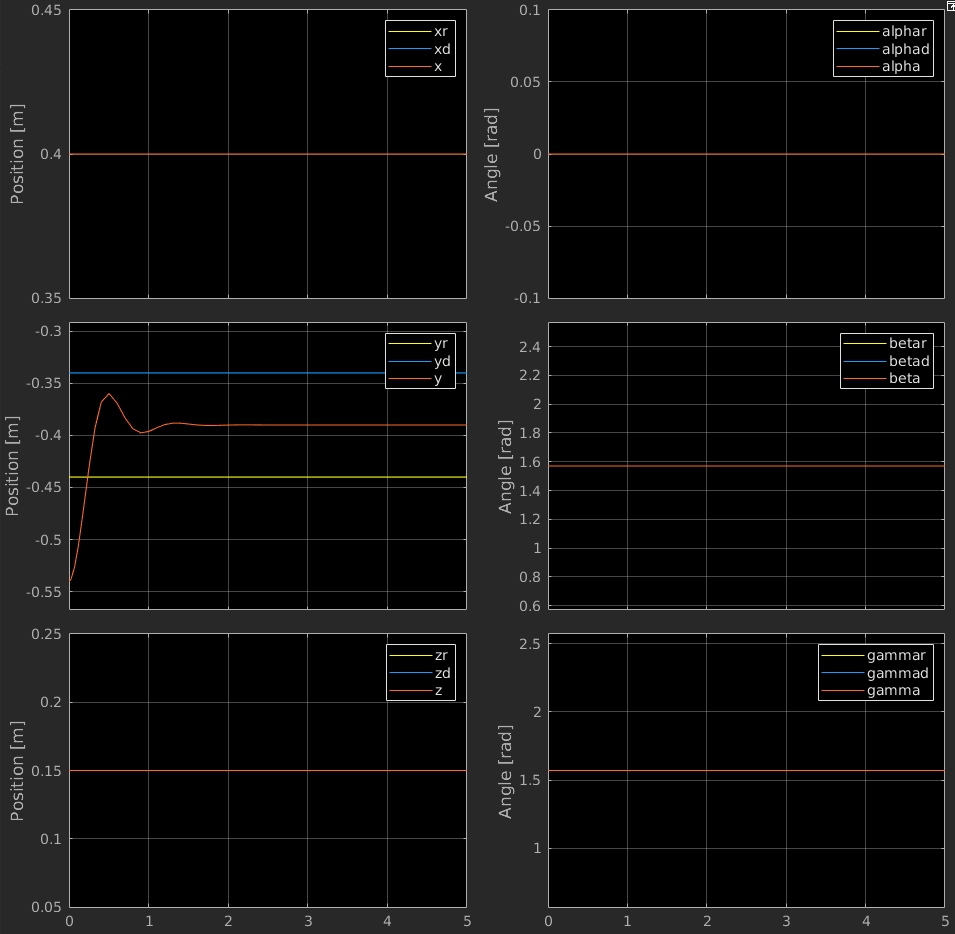 0.45
0.4
0.35
Position [m]
xr
xd
x
0.1
0.05
0
-0.05
-0.1
Angle [rad]
alphar
alphad
alpha
-0.3
-0.35
-0.4
-0.45
-0.5
-0.55
Position [m]
yr
yd
y
2.4
2.2
2
1.8
1.6
1.4
1.2
1
0.8
0.6
Angle [rad]
betar
betad
beta
0.25
0.2
0.15
0.1
0.05
Position [m]
zr
zd
z
0 1 2 3 4 5
2.5
2
1.5
1
Angle [rad]
gammar
gammad
gamma
0 1 2 3 4 5